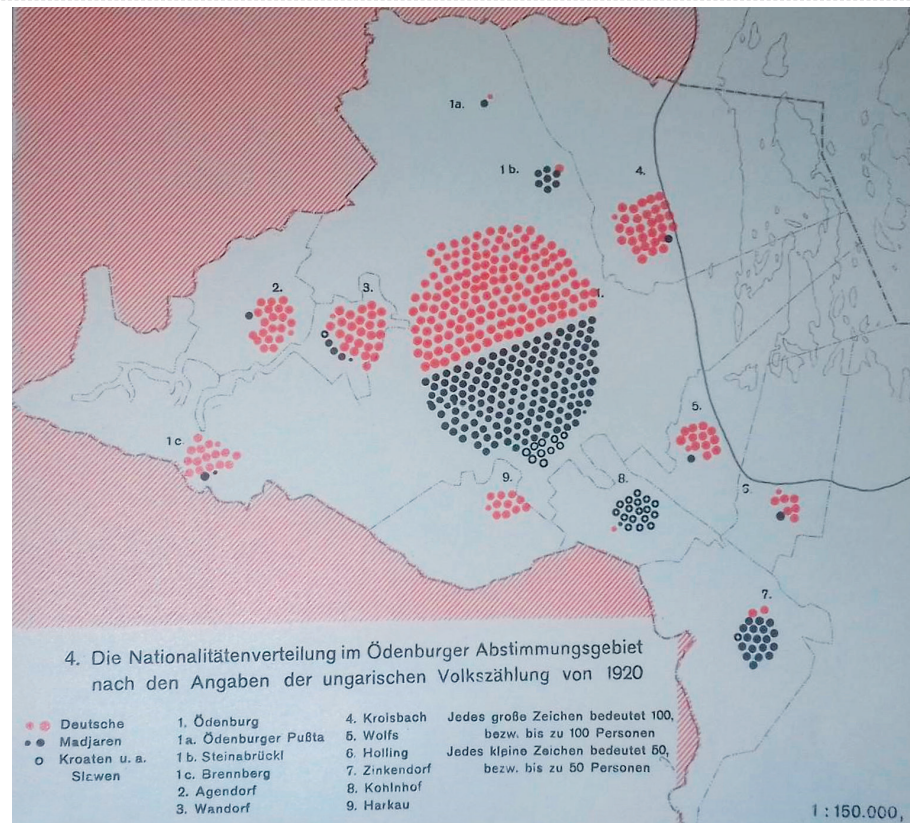 1a.
1b.
4.
2.
3.
1.
1c.
5.
9.
8.
6.
7.
4. Die Nationalitätenverteilung im Ödenburger Abstimmungsgebiet
nach den Angaben der ungarischen Volkszählung von 1920
Deutsche
Madjaren
Kroaten u. a.
Slawen
1. Ödenburg
1a. Ödenburger Pußta
1b. Steinabrückl
1c. Brennberg
2. Agendorf
3. Wandorf
4. Kroisbach
5. Wolfs
6. Holling
7. Zinkendorf
8. Kohlnhof
9. Harkau
Jedes große Zeichen bedeutet 100,
bezw. bis zu 100 Personen
Jedes kleine Zeichen bedeutet 50,
bezw. bis zu 50 Personen
1 : 150.000,